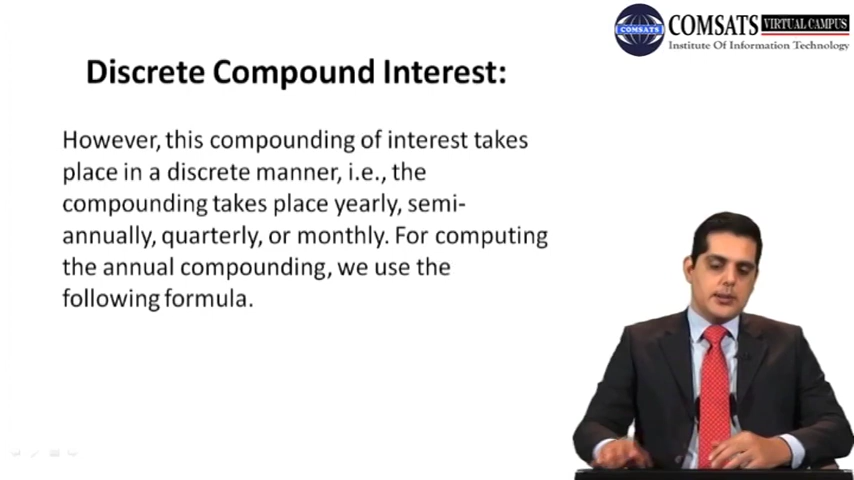 COMSATS
COMSATS VIRTUAL CAMPUS
Institute Of Information Technology
Discrete Compound Interest:
However, this compounding of interest takes
place in a discrete manner, i.e., the
compounding takes place yearly, semi-
annually, quarterly, or monthly. For computing
the annual compounding, we use the
following formula.